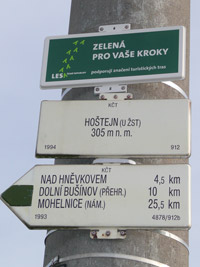 ZELENÁ
PRO VAŠE KROKY
LESY
podporují značení turistických tras
KČT
HOŠTEJN (U ŽST)
305 m n. m.
1994 912
KČT
NAD HNĚVKOVEM 4,5 km
DOLNÍ BUŠÍNOV (PŘEHR.) 10 km
MOHELNICE (NÁM.) 25,5 km
1993 4878/912b